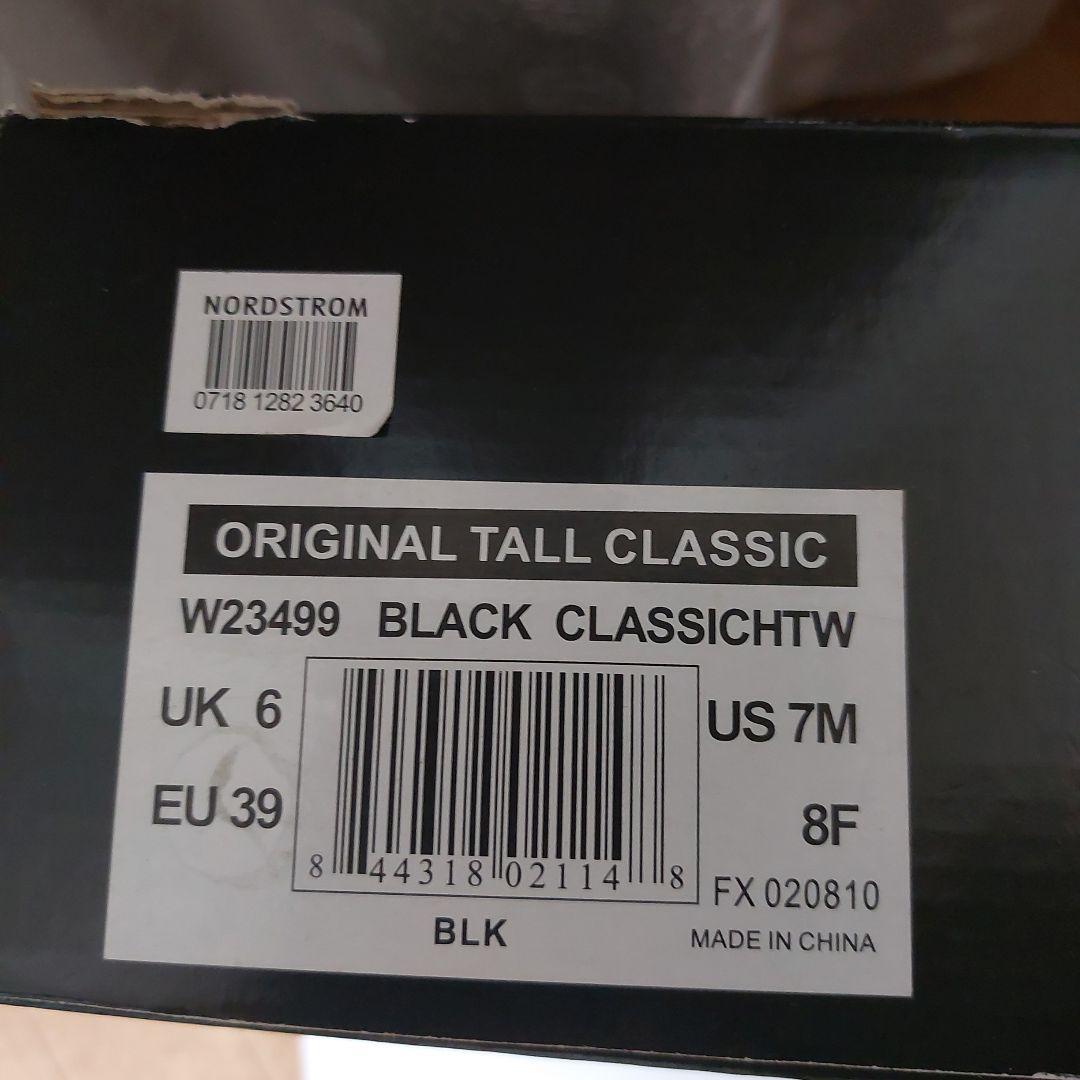 NORDSTROM
0718 1282 3640
ORIGINAL TALL CLASSIC
W23499 BLACK CLASSICHTW
UK 6
US 7M
EU 39
8F
8 44318 02114 8
FX 020810
BLK
MADE IN CHINA